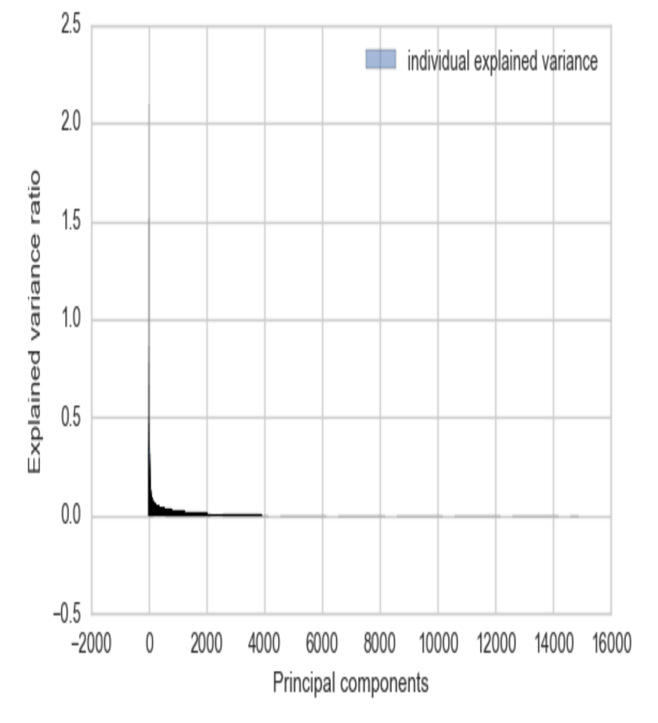 2.5
individual explained variance
2.0
1.5
1.0
0.5
0.0
−0.5
Explained variance ratio
−2000 0 2000 4000 6000 8000 10000 12000 14000 16000
Principal components